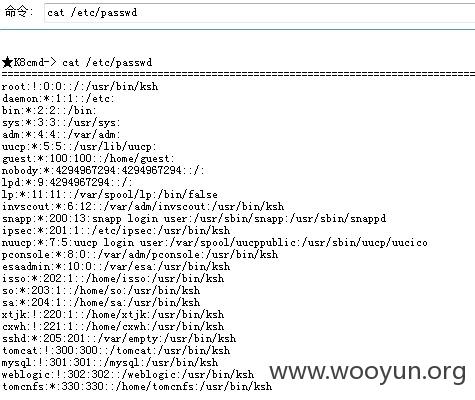 命令： cat /etc/passwd
★K8cmd-> cat /etc/passwd
================================================================================
root:!:0:0::/:/usr/bin/ksh
daemon:*:1:1::/etc:
bin:*:2:2::/bin:
sys:*:3:3::/usr/sys:
adm:*:4:4::/var/adm:
uucp:*:5:5::/usr/lib/uucp:
guest:*:100:100::/home/guest:
nobody:*:4294967294:4294967294::/:
lpd:*:9:4294967294::/:
lp:*:11:11::/var/spool/lp:/bin/false
invscout:*:6:12::/var/adm/invscout:/usr/bin/ksh
snapp:*:200:13:snapp login user:/usr/sbin/snapp:/usr/sbin/snappd
ipsec:*:201:1::/etc/ipsec:/usr/bin/ksh
nuucp:*:7:5:uucp login user:/var/spool/uucppublic:/usr/sbin/uucp/uucico
pconsole:*:8:0::/var/adm/pconsole:/usr/bin/ksh
esaadmin:*:10:0::/var/esa:/usr/bin/ksh
isso:*:202:1::/home/isso:/usr/bin/ksh
so:*:203:1::/home/so:/usr/bin/ksh
sa:*:204:1::/home/sa:/usr/bin/ksh
xtjk:!:220:1::/home/xtjk:/usr/bin/ksh
cxwh:!:221:1::/home/cxwh:/usr/bin/ksh
sshd:*:205:201::/var/empty:/usr/bin/ksh
tomcat:!:300:300::/tomcat:/usr/bin/ksh
mysql:!:301:301::/mysql:/usr/bin/ksh
weblogic:!:302:302::/weblogic:/usr/bin/ksh
tomcnfs:*:330:330::/home/tomcnfs:/usr/bin/ksh
www.wooyun.org